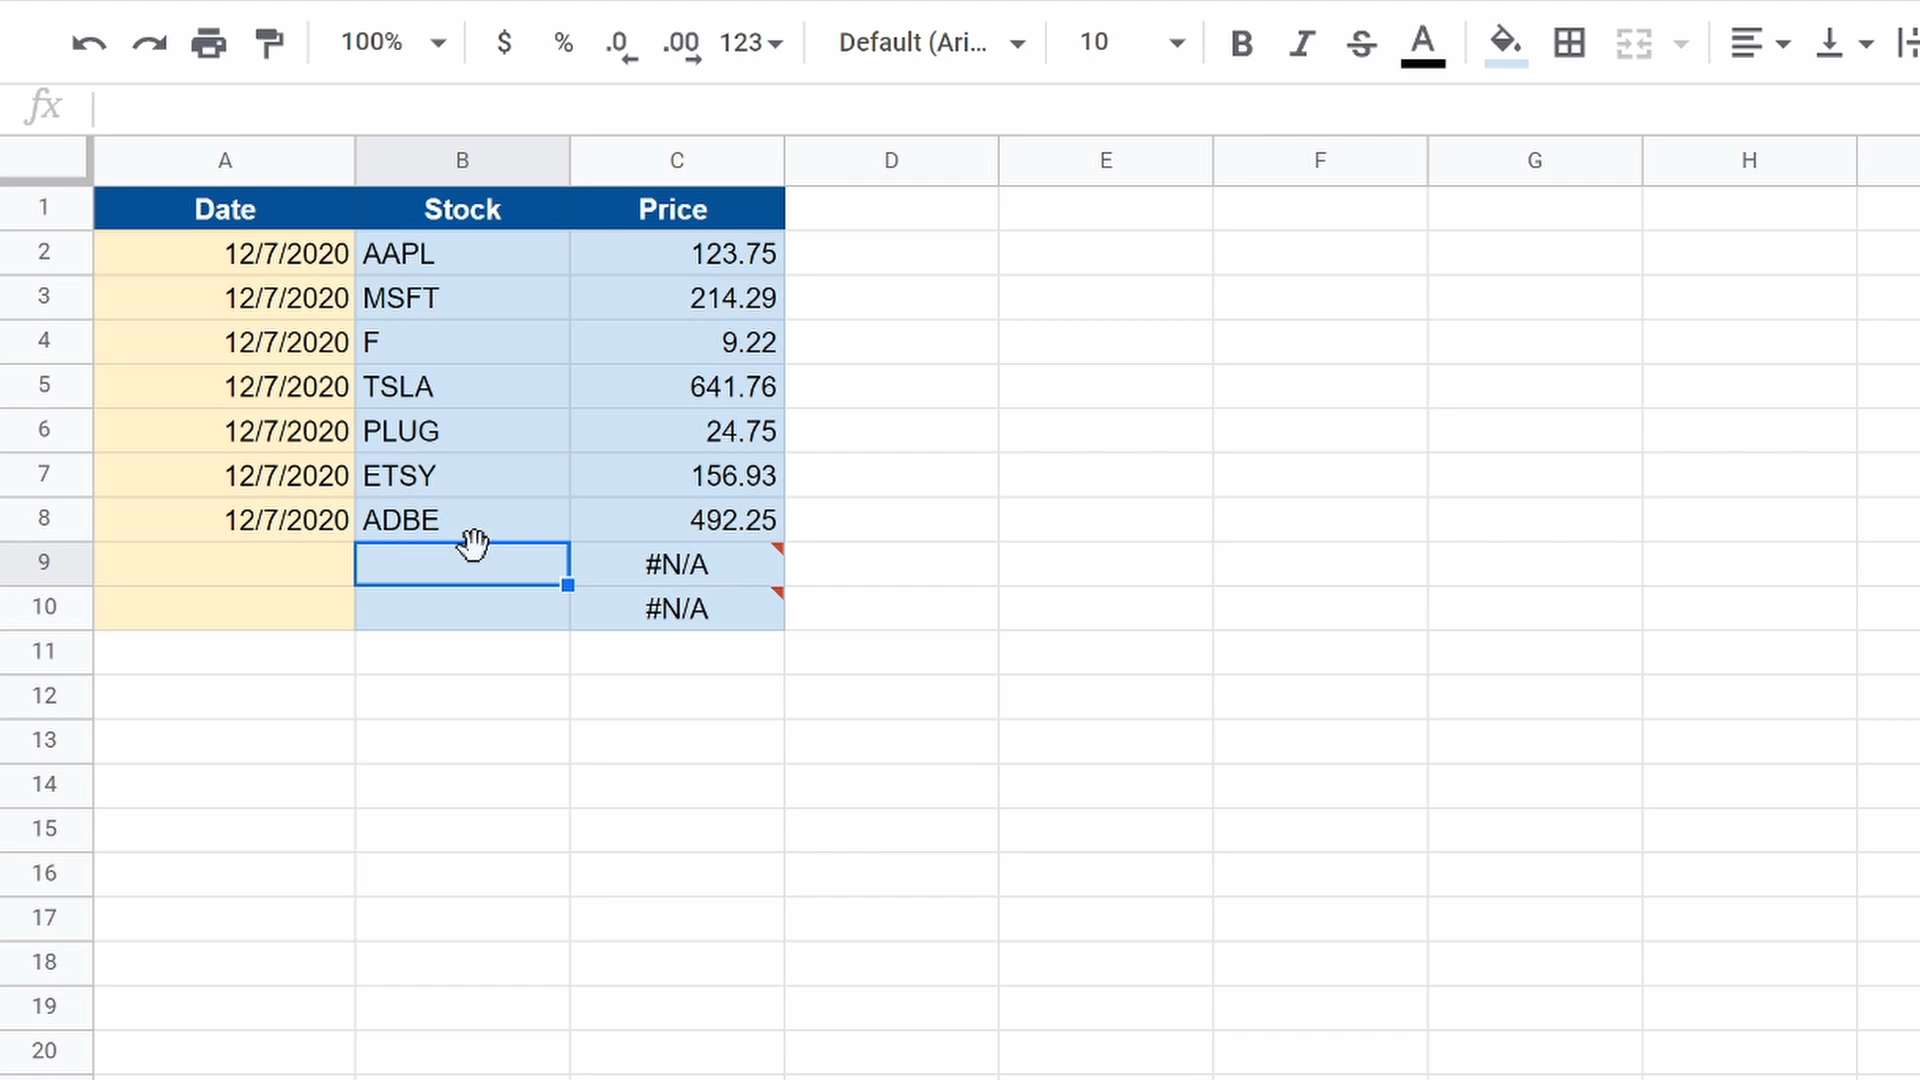 100% $ % .0 .00 123 Default (Ari... 10 B I S A
fx
A B C D E F G H
1 Date Stock Price
2 12/7/2020 AAPL 123.75
3 12/7/2020 MSFT 214.29
4 12/7/2020 F 9.22
5 12/7/2020 TSLA 641.76
6 12/7/2020 PLUG 24.75
7 12/7/2020 ETSY 156.93
8 12/7/2020 ADBE 492.25
9 #N/A
10 #N/A
11
12
13
14
15
16
17
18
19
20